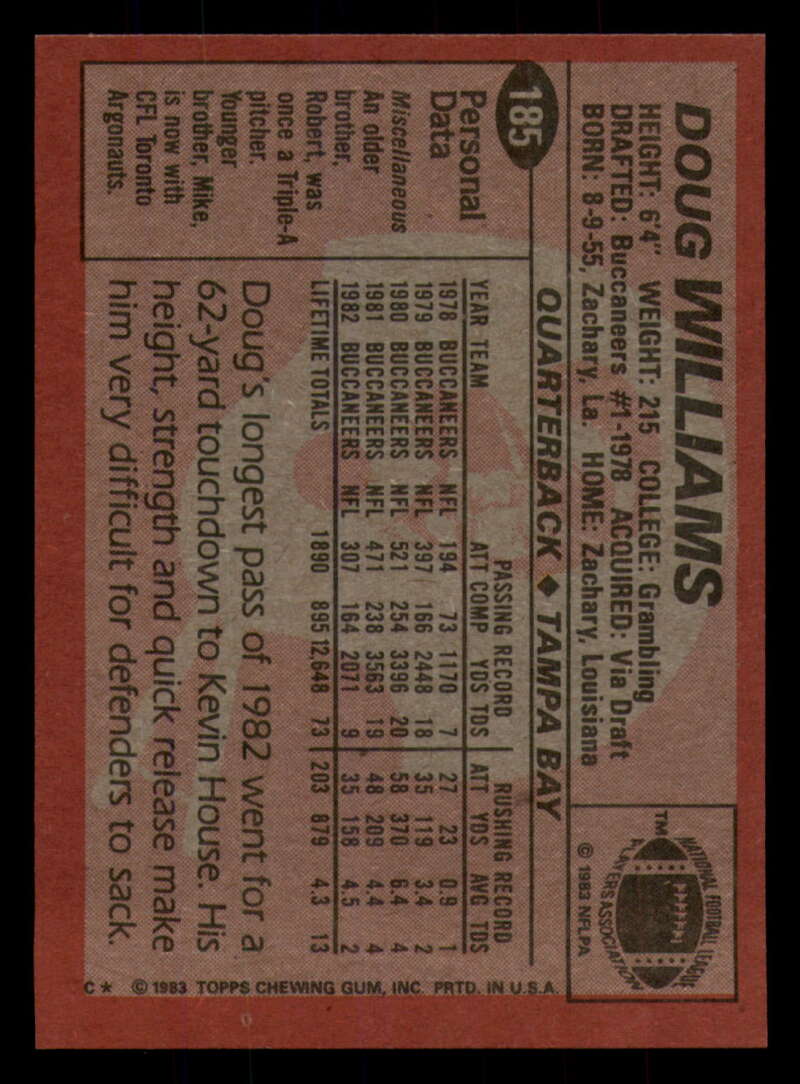 185
DOUG WILLIAMS
HEIGHT: 6'4" WEIGHT: 215 COLLEGE: Grambling
DRAFTED: Buccaneers #1-1978 ACQUIRED: Via Draft
BORN: 8-9-55, Zachary, La. HOME: Zachary, Louisiana
TM
NATIONAL FOOTBALL LEAGUE
PLAYERS ASSOCIATION
© 1983 NFLPA
QUARTERBACK ♦ TAMPA BAY
Personal
Data
Miscellaneous
An older
brother,
Robert, was
once a Triple-A
pitcher.
Younger
brother, Mike,
is now with
CFL Toronto
Argonauts.
PASSING RECORD RUSHING RECORD
YEAR TEAM ATT COMP YDS TDS ATT YDS AVG TDS
1978 BUCCANEERS NFL 194 73 1170 7 27 23 0.9 1
1979 BUCCANEERS NFL 397 166 2448 18 35 119 3.4 2
1980 BUCCANEERS NFL 521 254 3396 20 58 370 6.4 4
1981 BUCCANEERS NFL 471 238 3563 19 48 209 4.4 4
1982 BUCCANEERS NFL 307 164 2071 9 35 158 4.5 2
LIFETIME TOTALS 1890 895 12,648 73 203 879 4.3 13
Doug's longest pass of 1982 went for a
62-yard touchdown to Kevin House. His
height, strength and quick release make
him very difficult for defenders to sack.
C* © 1983 TOPPS CHEWING GUM, INC. PRTD. IN U.S.A.